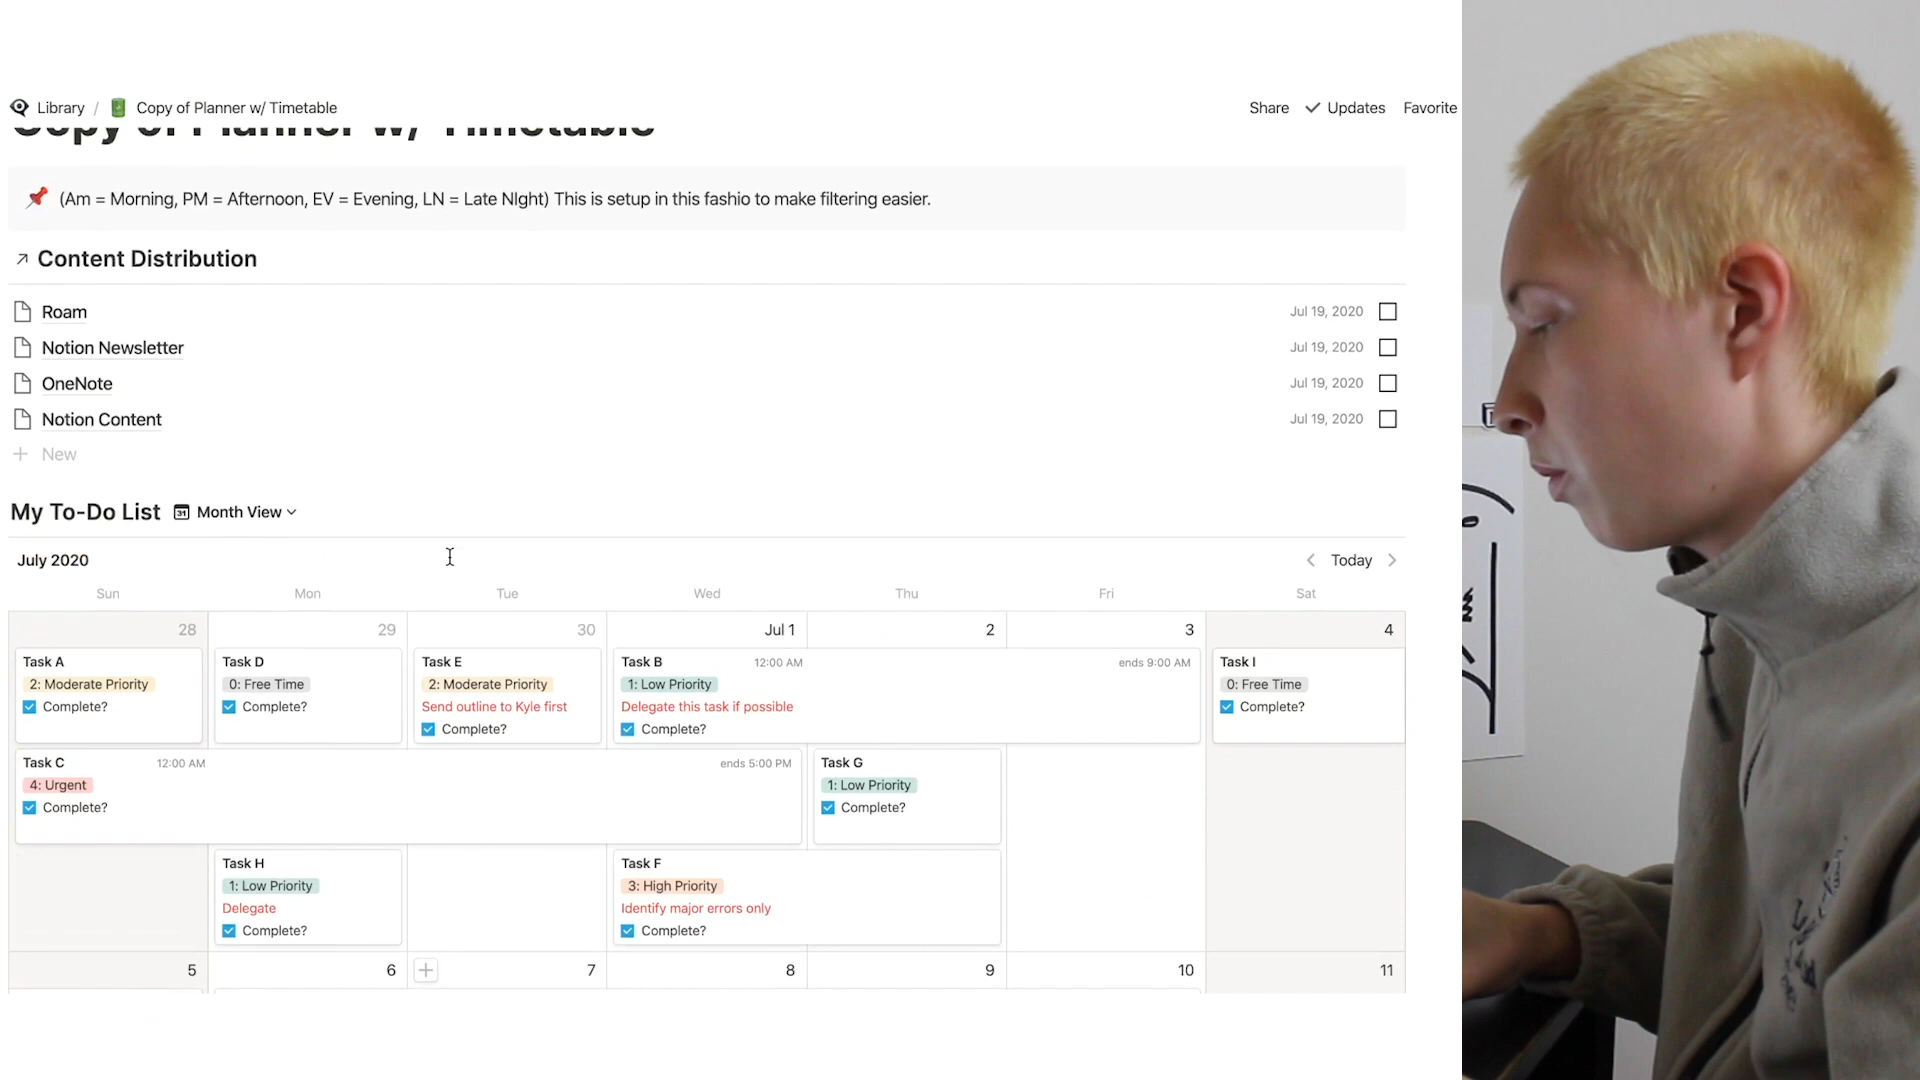 Library / Copy of Planner w/ Timetable Share Updates Favorite
Copy of Planner w/ Timetable
(Am = Morning, PM = Afternoon, EV = Evening, LN = Late NIght) This is setup in this fashio to make filtering easier.
Content Distribution
Roam Jul 19, 2020
Notion Newsletter Jul 19, 2020
OneNote Jul 19, 2020
Notion Content Jul 19, 2020
New
My To-Do List 31 Month View
July 2020 Today
Sun Mon Tue Wed Thu Fri Sat
28 29 30 Jul 1 2 3 4
Task A
2: Moderate Priority
Complete?
Task D
0: Free Time
Complete?
Task E
2: Moderate Priority
Send outline to Kyle first
Complete?
Task B 12:00 AM ends 9:00 AM
1: Low Priority
Delegate this task if possible
Complete?
Task I
0: Free Time
Complete?
Task C 12:00 AM ends 5:00 PM
4: Urgent
Complete?
Task G
1: Low Priority
Complete?
Task H
1: Low Priority
Delegate
Complete?
Task F
3: High Priority
Identify major errors only
Complete?
5 6 7 8 9 10 11